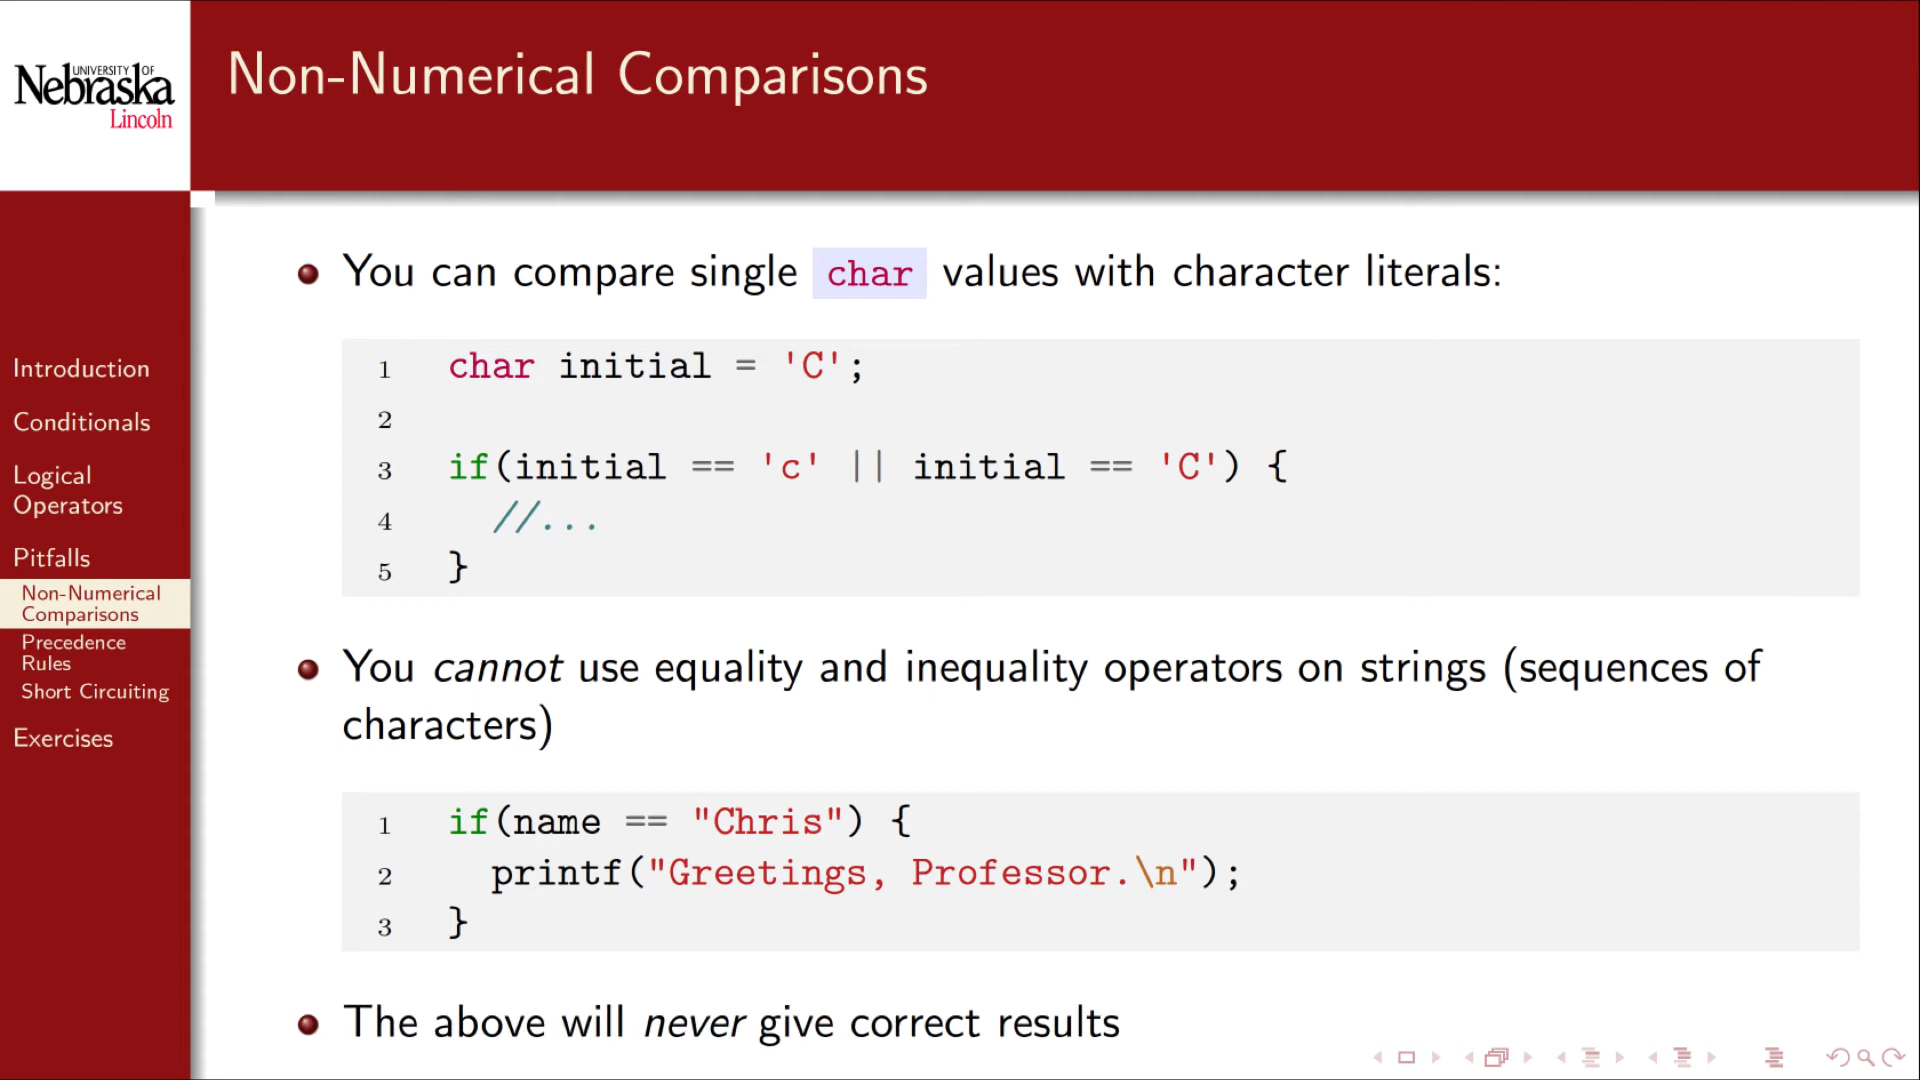 UNIVERSITY OF
Nebraska
Lincoln
Non-Numerical Comparisons
Introduction
Conditionals
Logical
Operators
Pitfalls
Non-Numerical
Comparisons
Precedence
Rules
Short Circuiting
Exercises
You can compare single char values with character literals:
1 char initial = 'C';
2
3 if(initial == 'c' || initial == 'C') {
4 //...
5 }
You cannot use equality and inequality operators on strings (sequences of
characters)
1 if(name == "Chris") {
2 printf("Greetings, Professor.\n");
3 }
The above will never give correct results